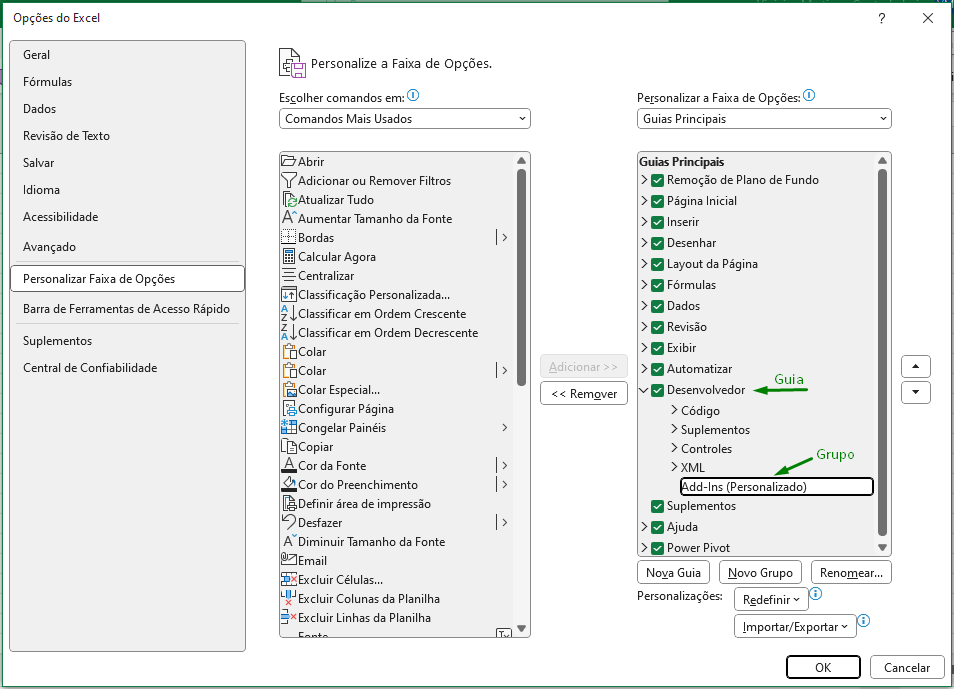 Opções do Excel
?
Geral
Fórmulas
Dados
Revisão de Texto
Salvar
Idioma
Acessibilidade
Avançado
Personalizar Faixa de Opções
Barra de Ferramentas de Acesso Rápido
Suplementos
Central de Confiabilidade
Personalize a Faixa de Opções.
Escolher comandos em:
Comandos Mais Usados
Abrir
Adicionar ou Remover Filtros
Atualizar Tudo
Aumentar Tamanho da Fonte
Bordas
Calcular Agora
Centralizar
Classificação Personalizada...
Classificar em Ordem Crescente
Classificar em Ordem Decrescente
Colar
Colar
Colar Especial...
Configurar Página
Congelar Painéis
Copiar
Cor da Fonte
Cor do Preenchimento
Definir área de impressão
Desfazer
Diminuir Tamanho da Fonte
Email
Excluir Células...
Excluir Colunas da Planilha
Excluir Linhas da Planilha
Fonte
Adicionar >>
<< Remover
Personalizar a Faixa de Opções:
Guias Principais
Guias Principais
Remoção de Plano de Fundo
Página Inicial
Inserir
Desenhar
Layout da Página
Fórmulas
Dados
Revisão
Exibir
Automatizar
Desenvolvedor
Guia
Código
Suplementos
Controles
XML
Grupo
Add-Ins (Personalizado)
Suplementos
Ajuda
Power Pivot
Nova Guia
Novo Grupo
Renomear...
Personalizações:
Redefinir
Importar/Exportar
OK
Cancelar